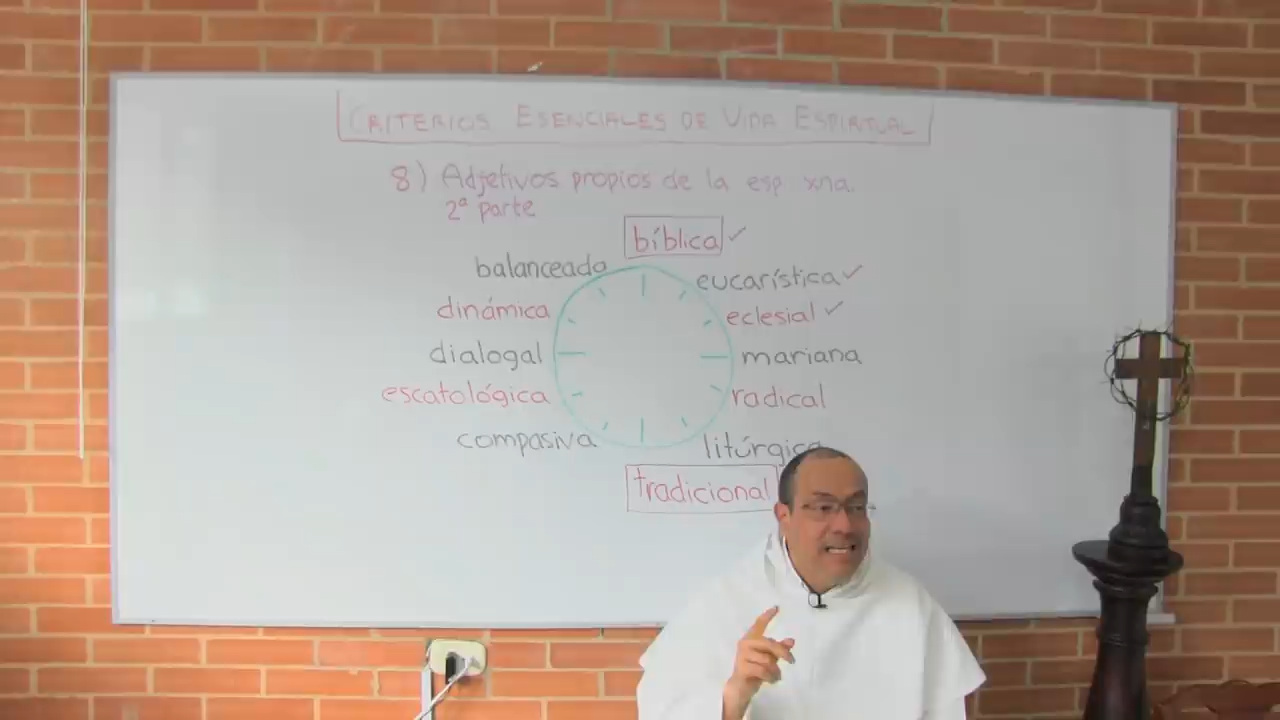 CRITERIOS ESENCIALES DE VIDA ESPIRITUAL
8) Adjetivos propios de la esp. xna.
2ª parte
bíblica ✓
eucarística ✓
eclesial ✓
mariana
radical
litúrgica
tradicional
compasiva
escatológica
dialogal
dinámica
balanceada